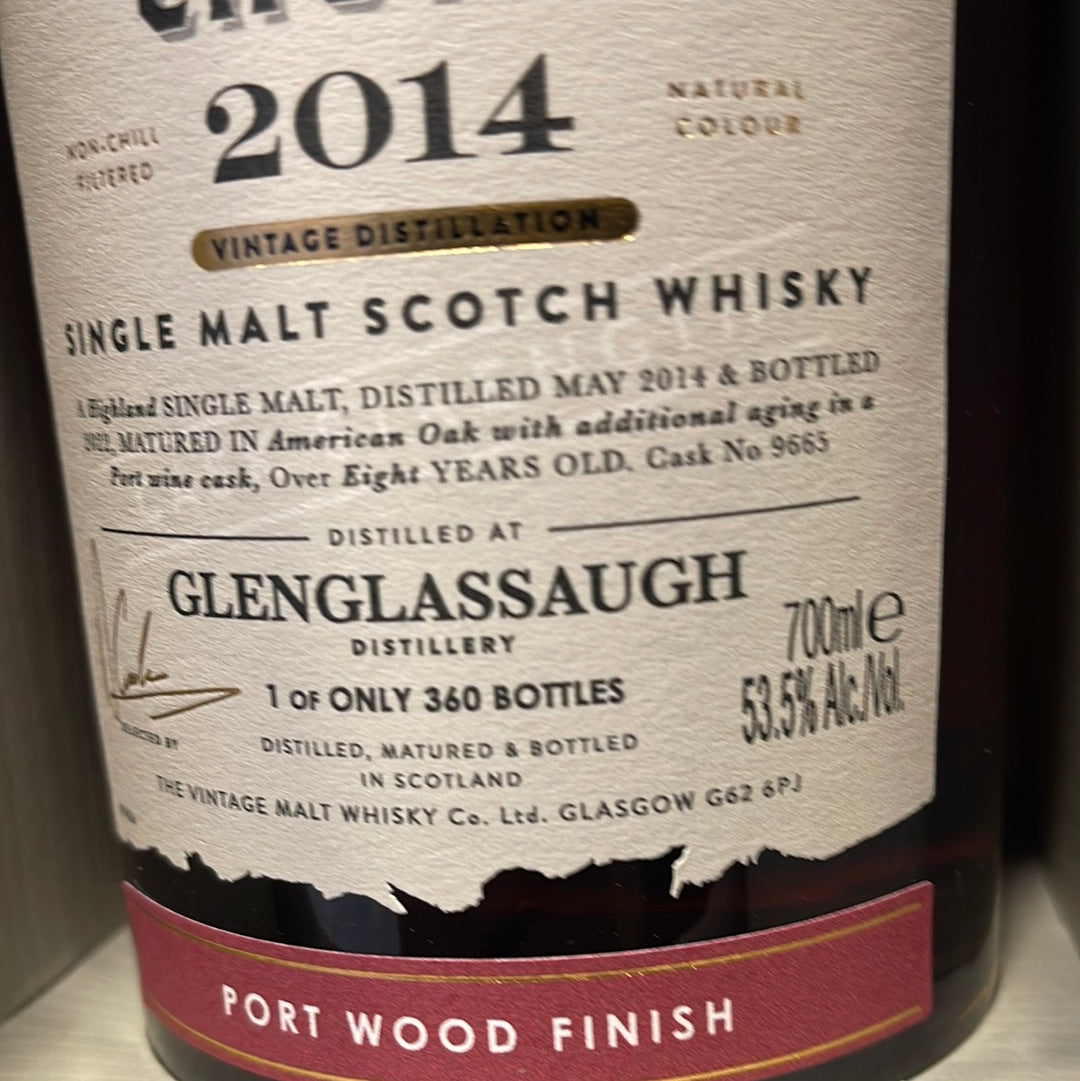 2014
NON-CHILL
FILTERED
NATURAL
COLOUR
VINTAGE DISTILLATION
SINGLE MALT SCOTCH WHISKY
A Highland SINGLE MALT, DISTILLED MAY 2014 & BOTTLED
2022, MATURED IN American Oak with additional aging in a
Port wine cask, Over Eight YEARS OLD. Cask No 9665
DISTILLED AT
GLENGLASSAUGH
DISTILLERY
700ml e
53.5% Alc./Vol.
1 OF ONLY 360 BOTTLES
SELECTED BY
DISTILLED, MATURED & BOTTLED
IN SCOTLAND
THE VINTAGE MALT WHISKY Co. Ltd. GLASGOW G62 6PJ
PORT WOOD FINISH